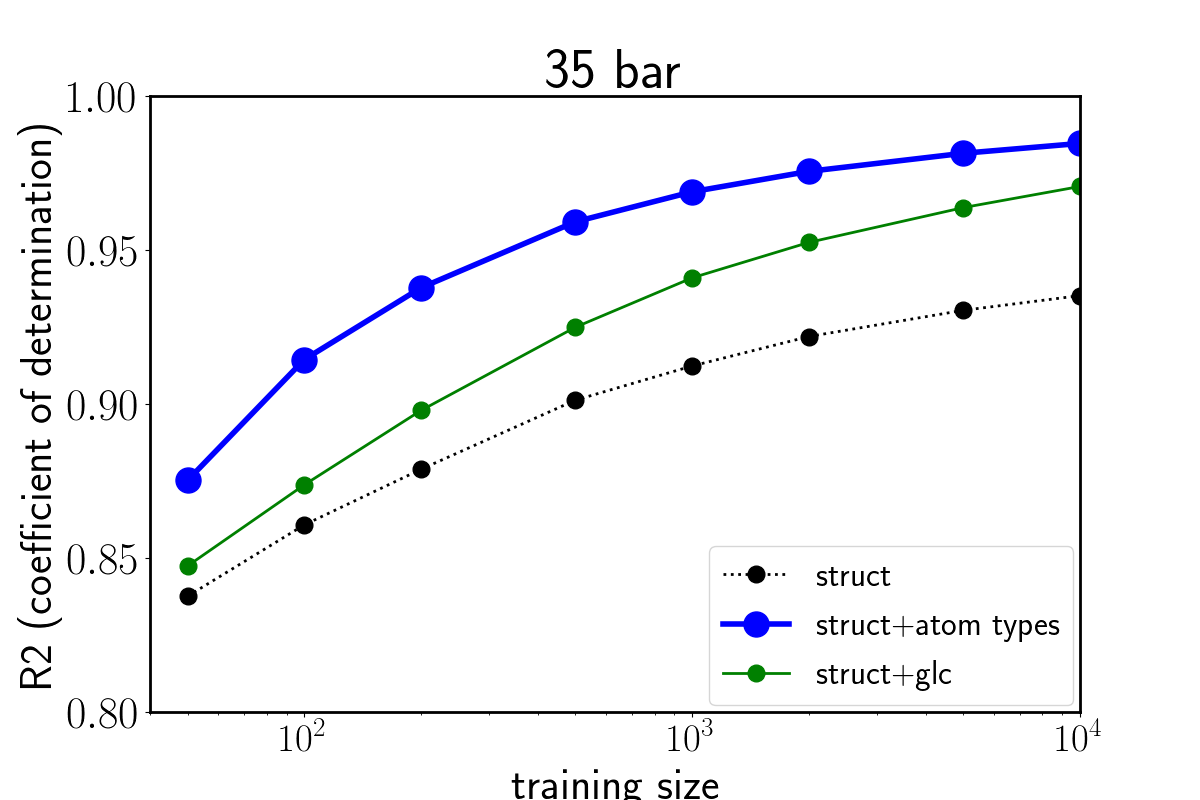 35 bar
R2 (coefficient of determination)
1.00
0.95
0.90
0.85
0.80
struct
struct+atom types
struct+glc
10² 10³ 10⁴
training size